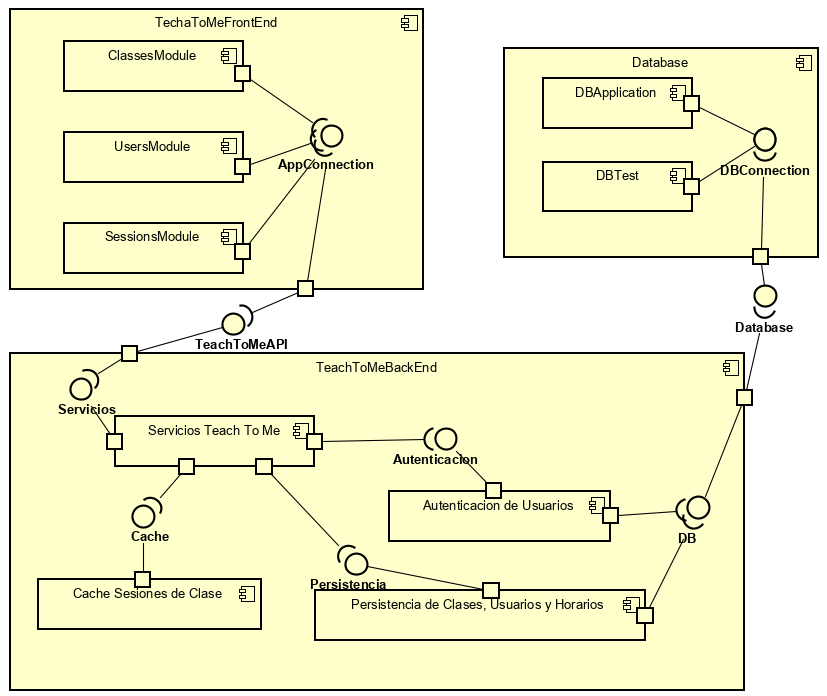 TechaToMeFrontEnd
ClassesModule
UsersModule
AppConnection
SessionsModule
Database
DBApplication
DBTest
DBConnection
TeachToMeAPI
Database
TeachToMeBackEnd
Servicios
Servicios Teach To Me
Autenticacion
Autenticacion de Usuarios
Cache
DB
Persistencia
Cache Sesiones de Clase
Persistencia de Clases, Usuarios y Horarios